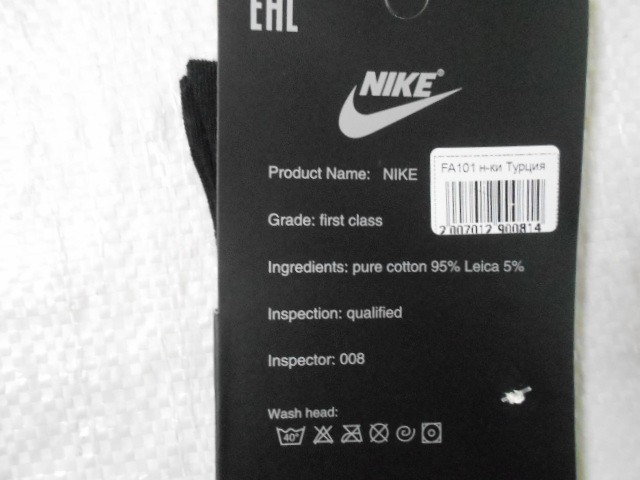 EAC
NIKE®
Product Name: NIKE
FA101 н-ки Турция
2 007012 900814
Grade: first class
Ingredients: pure cotton 95% Leica 5%
Inspection: qualified
Inspector: 008
Wash head:
40°